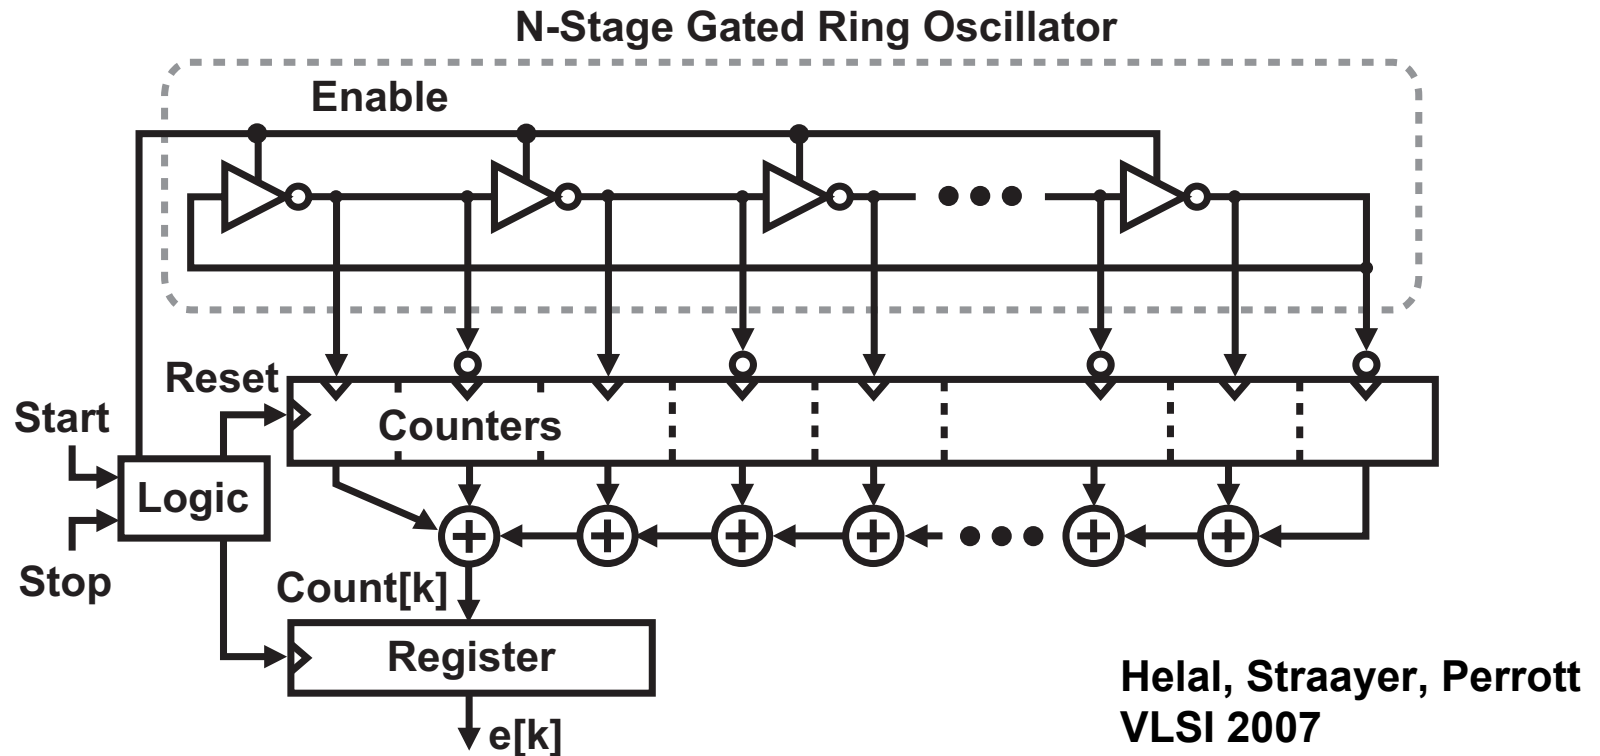 N-Stage Gated Ring Oscillator
Enable
Reset
Start
Counters
Logic
Stop
Count[k]
Register
Helal, Straayer, Perrott
VLSI 2007
e[k]